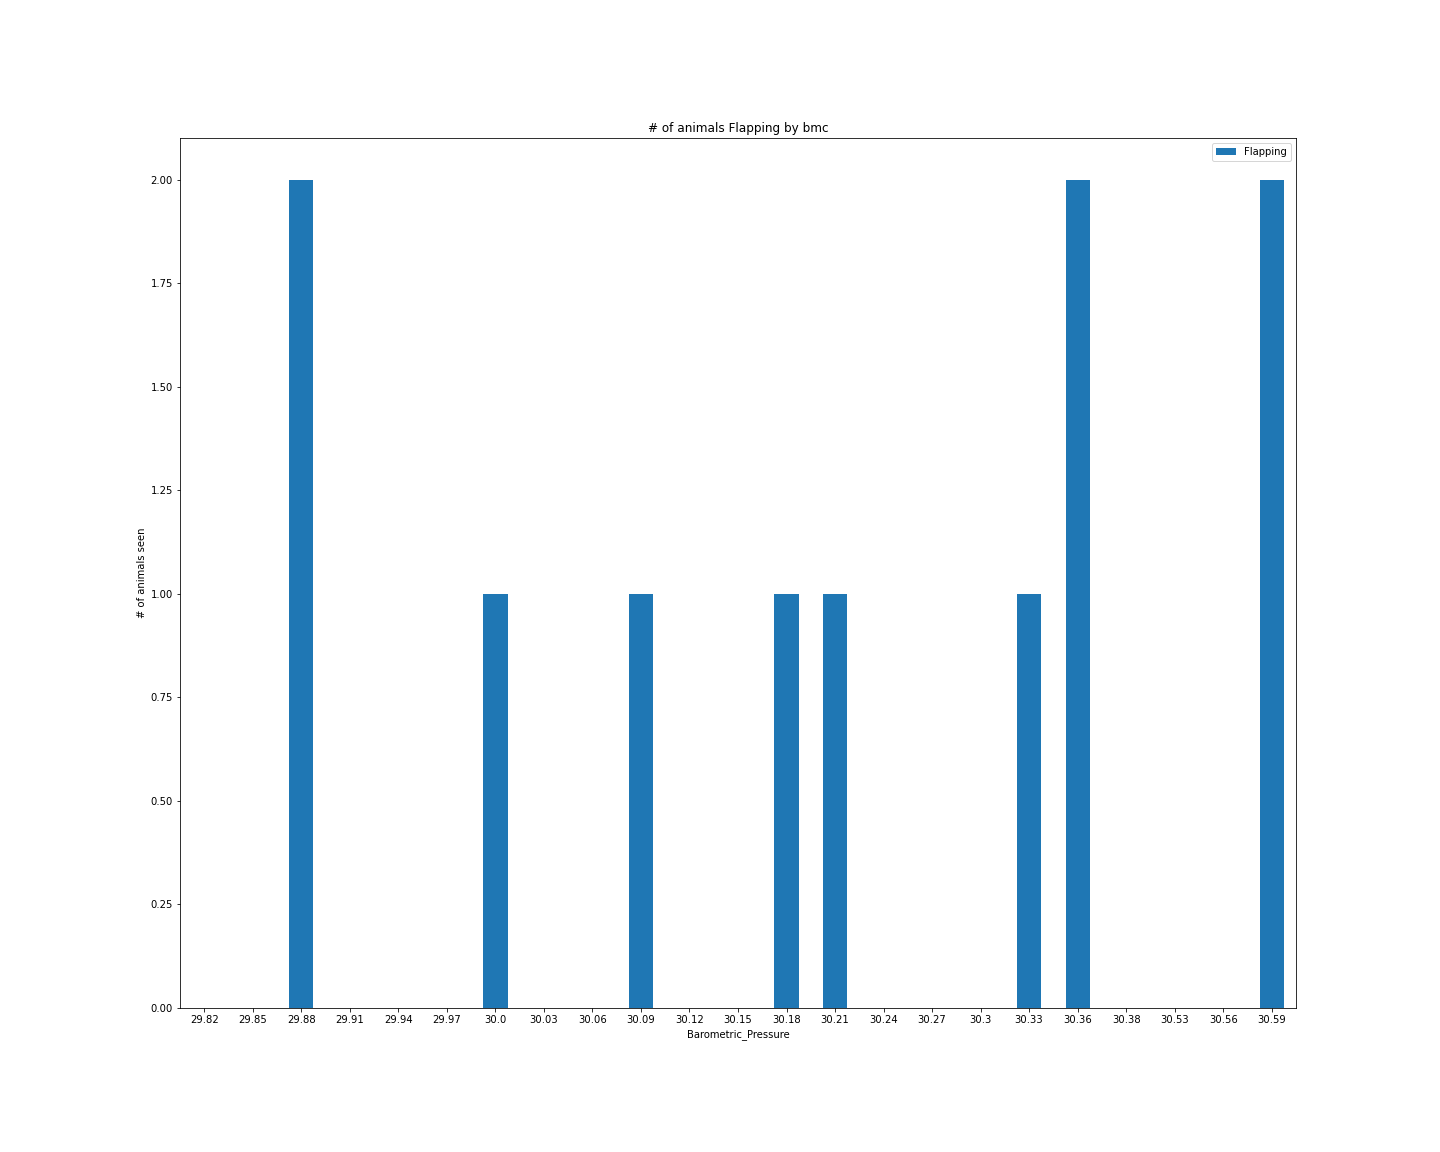 # of animals Flapping by bmc
Flapping
2.00
1.75
1.50
1.25
1.00
0.75
0.50
0.25
0.00
# of animals seen
29.82 29.85 29.88 29.91 29.94 29.97 30.0 30.03 30.06 30.09 30.12 30.15 30.18 30.21 30.24 30.27 30.3 30.33 30.36 30.38 30.53 30.56 30.59
Barometric_Pressure